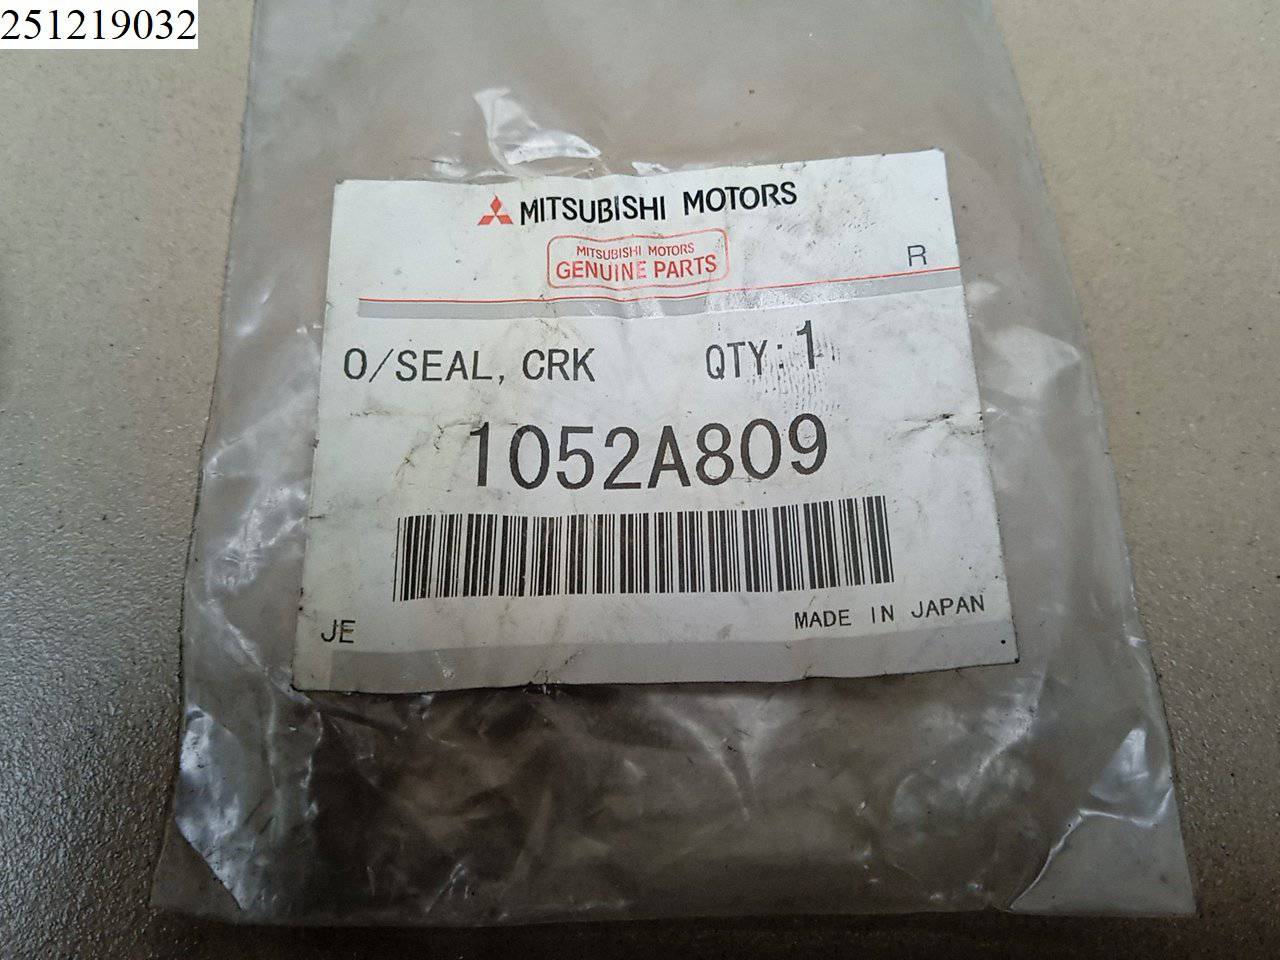 251219032
MITSUBISHI MOTORS
MITSUBISHI MOTORS
GENUINE PARTS
R
O/SEAL, CRK QTY: 1
1052A809
JE MADE IN JAPAN